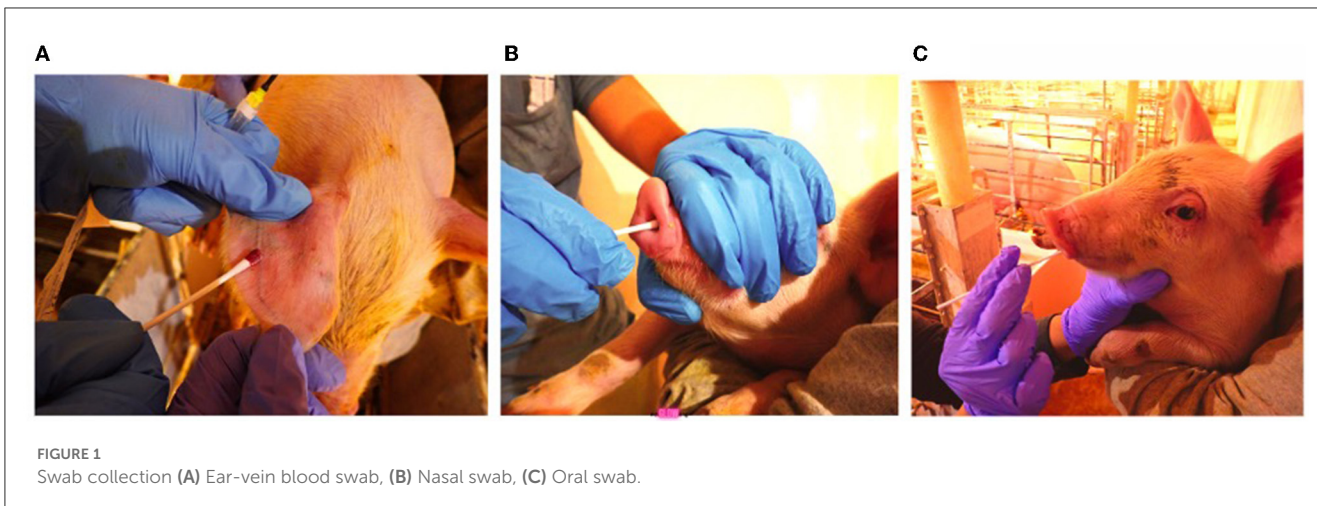 A
B
C
FIGURE 1
Swab collection (A) Ear-vein blood swab, (B) Nasal swab, (C) Oral swab.